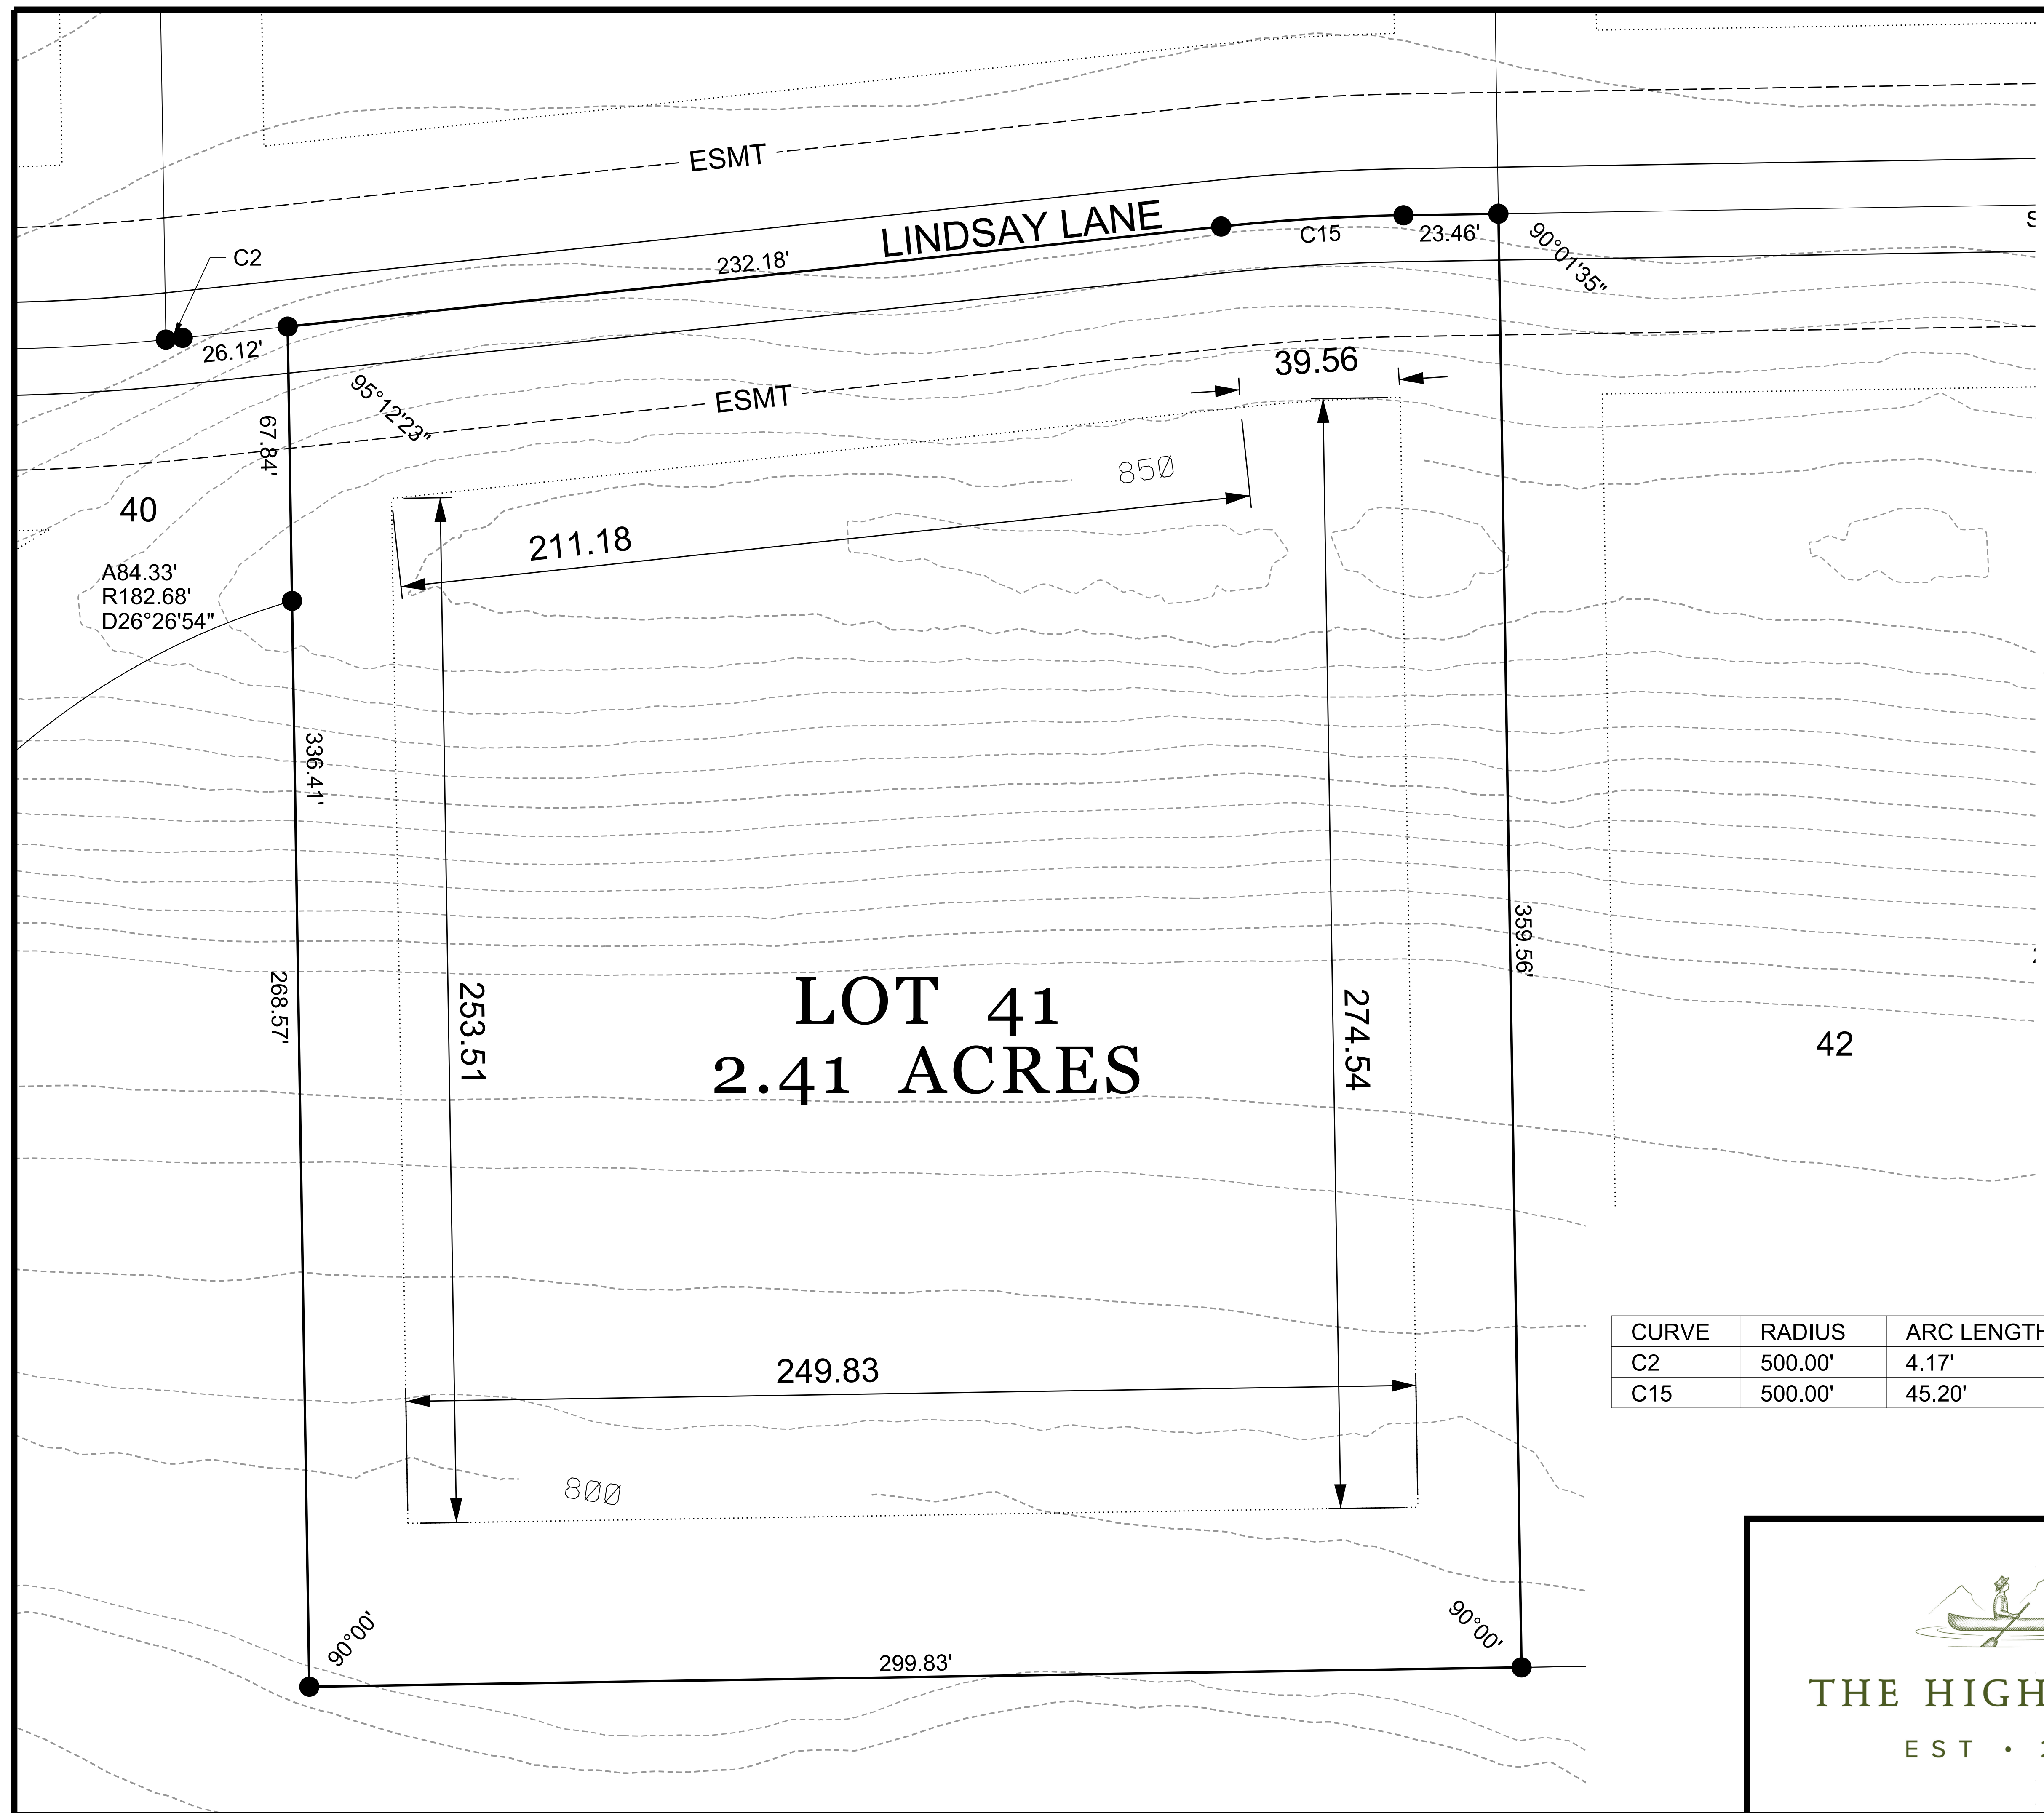 ESMT
LINDSAY LANE
C2
232.18'
C15
23.46'
90°01'35"
26.12'
39.56
95°12'23"
ESMT
67.84'
850
40
211.18
A84.33'
R182.68'
D26°26'54"
336.41'
359.56'
268.57'
253.51
LOT 41
2.41 ACRES
274.54
42
CURVE RADIUS ARC LENGTH
C2 500.00' 4.17'
C15 500.00' 45.20'
249.83
800
90°00'
90°00'
299.83'
THE HIGH
EST • 2